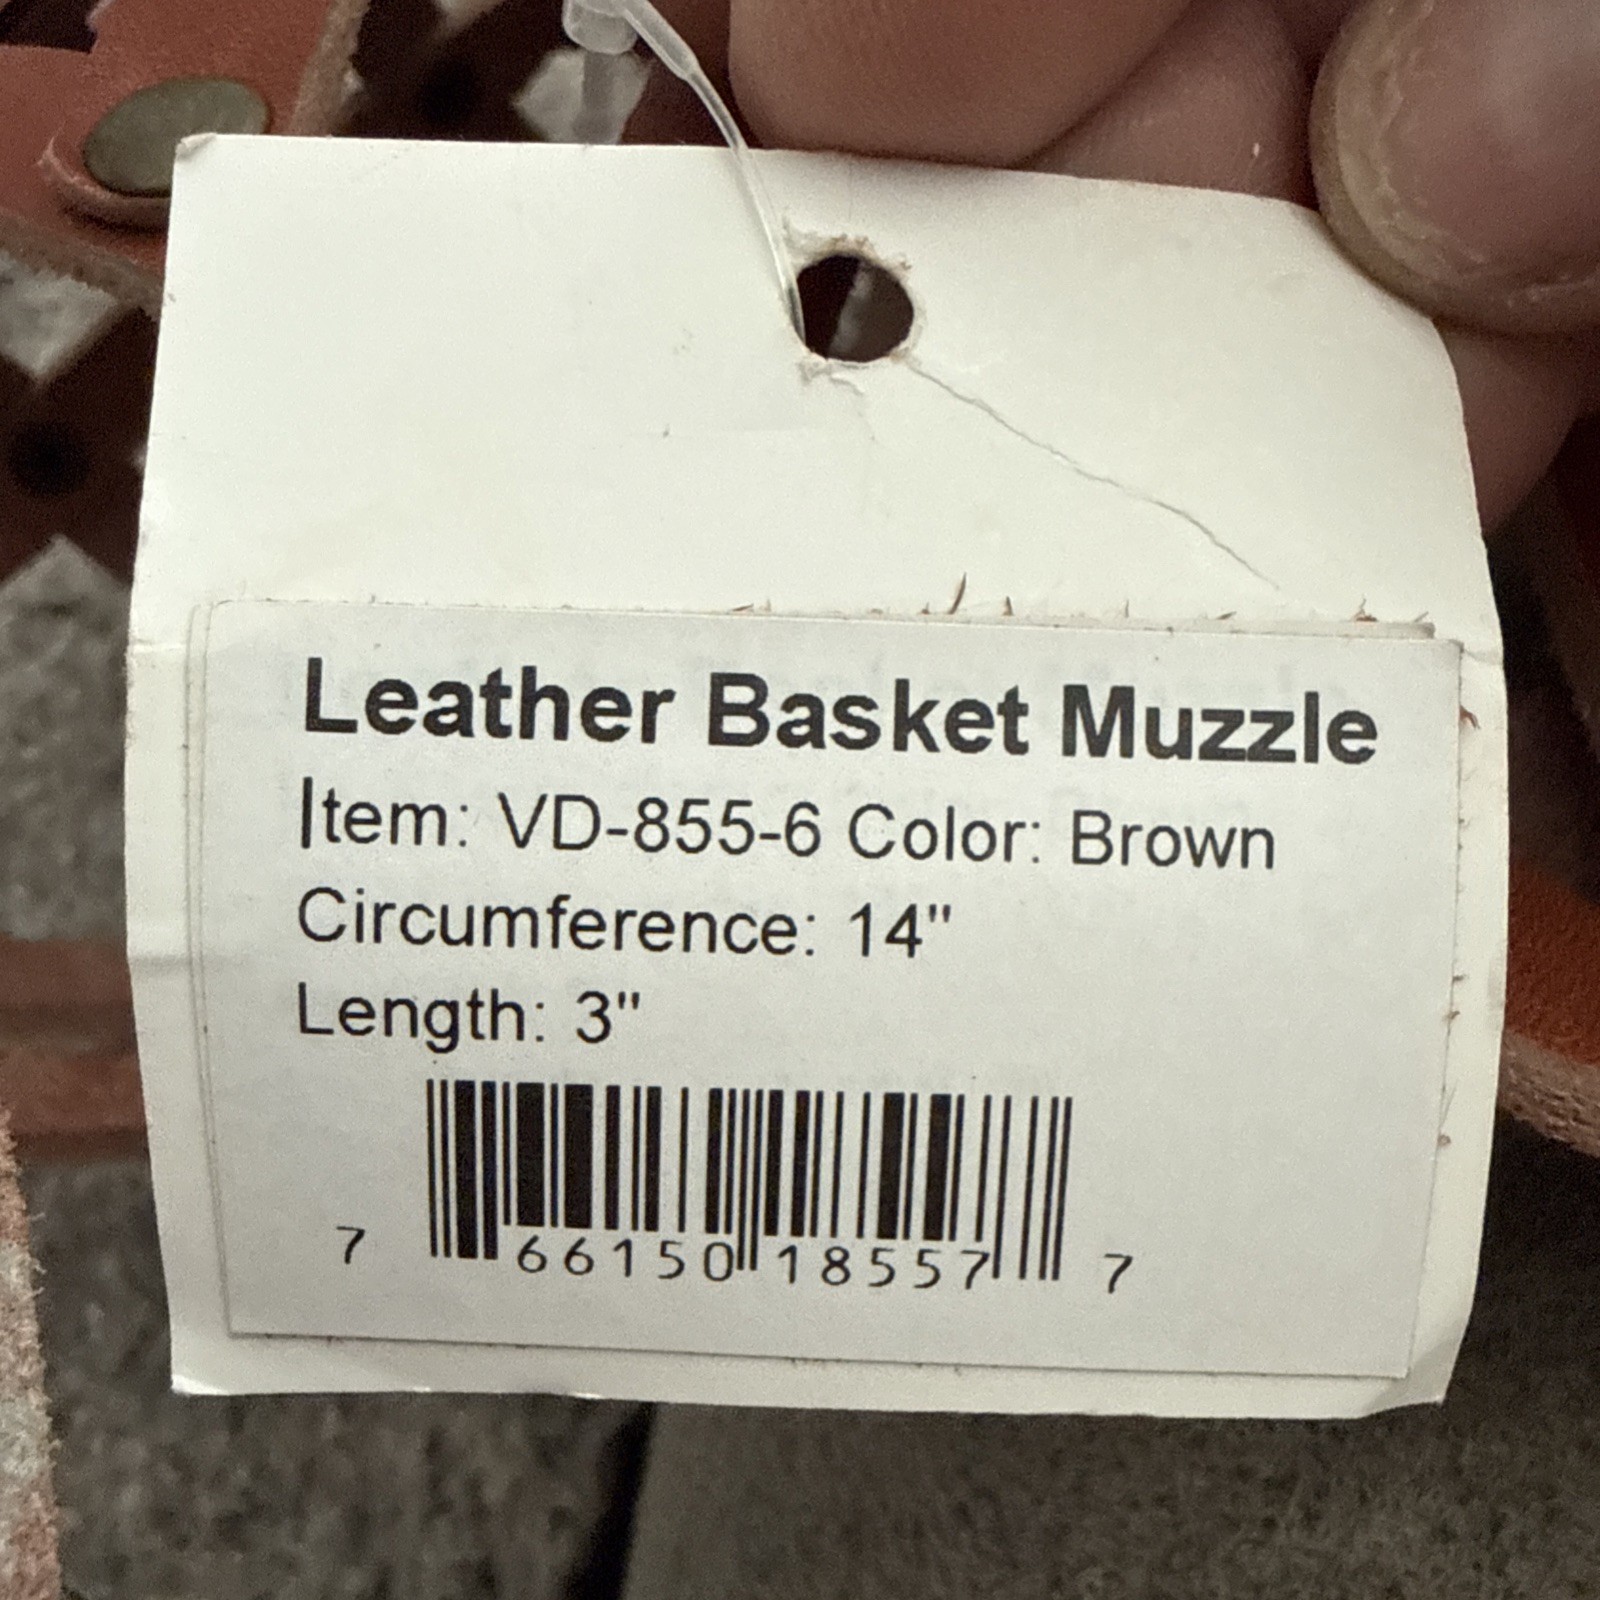 Leather Basket Muzzle
Item: VD-855-6 Color: Brown
Circumference: 14"
Length: 3"
7 66150 18557 7